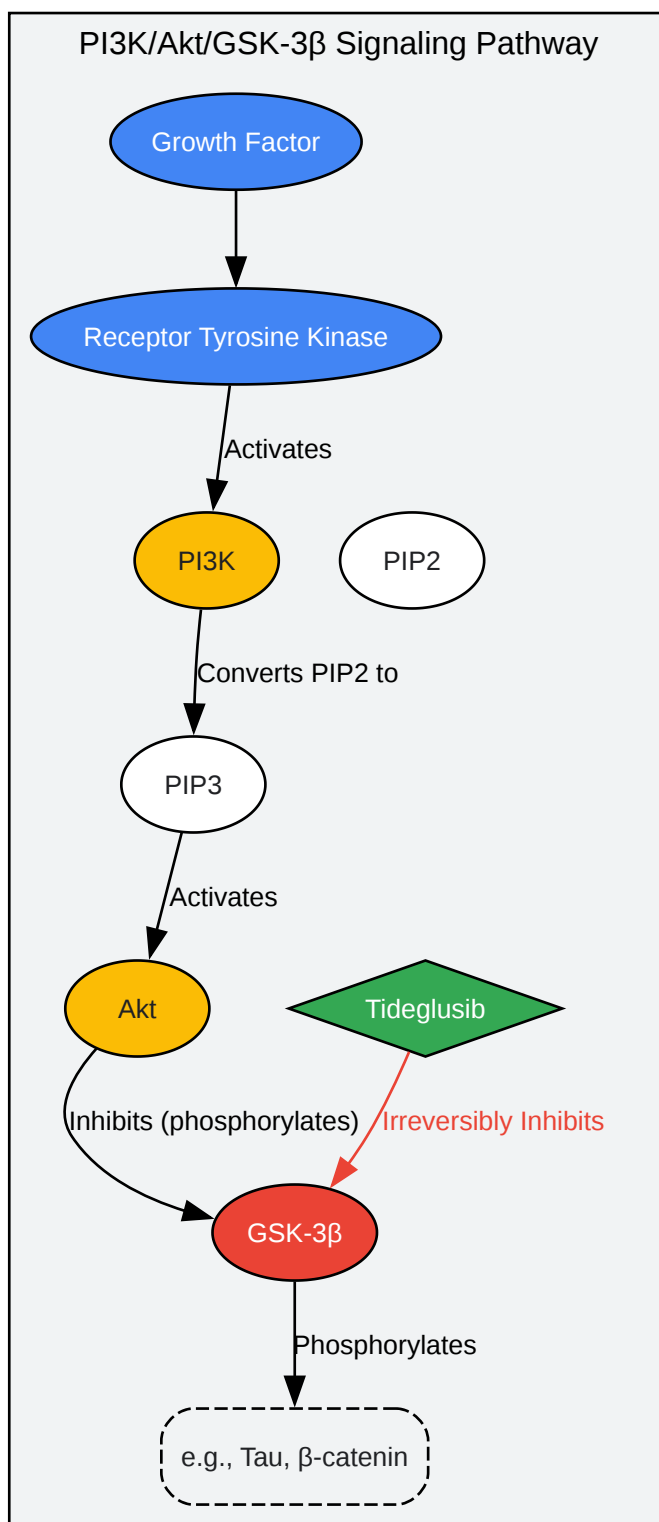 PI3K/Akt/GSK-3β Signaling Pathway
Growth Factor
Receptor Tyrosine Kinase
Activates
PI3K
PIP2
Converts PIP2 to
PIP3
Activates
Akt
Tideglusib
Inhibits (phosphorylates)
Irreversibly Inhibits
GSK-3β
Phosphorylates
e.g., Tau, β-catenin